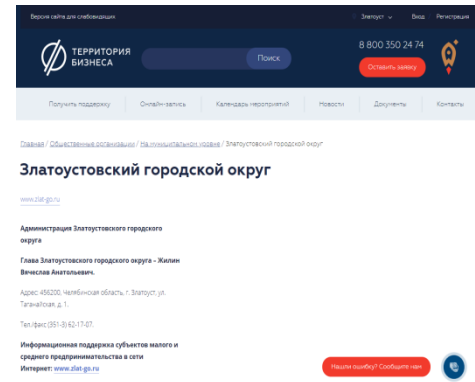 Версия сайта для слабовидящих
Златоуст
Вход
Регистрация
ТЕРРИТОРИЯ
БИЗНЕСА
Поиск
8 800 350 24 74
Оставить заявку
Получить поддержку
Онлайн-запись
Календарь мероприятий
Новости
Документы
Контакты
Главная / Общественные организации / На муниципальном уровне / Златоустовский городской округ
Златоустовский городской округ
www.zlat-go.ru
Администрация Златоустовского городского
округа
Глава Златоустовского городского округа – Жилин
Вячеслав Анатольевич.
Адрес: 456200, Челябинская область, г. Златоуст, ул.
Таганайская, д. 1.
Тел./факс (351-3) 62-17-07.
Информационная поддержка субъектов малого и
среднего предпринимательства в сети
Интернет: www.zlat-go.ru
Нашли ошибку? Сообщите нам